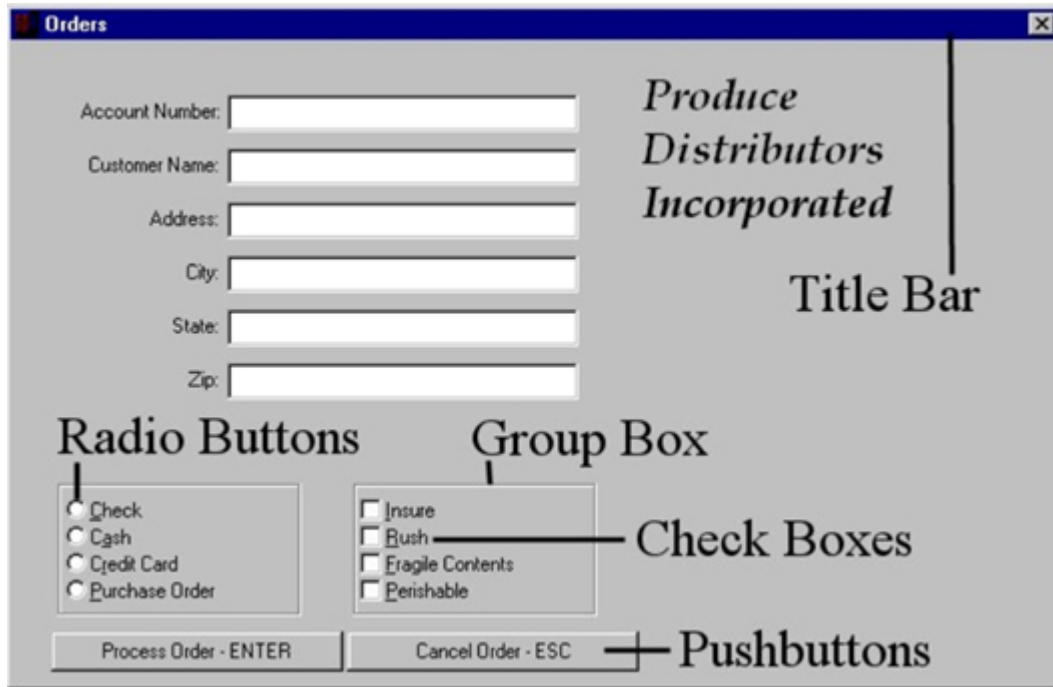 Orders
Account Number:
Customer Name:
Address:
City:
State:
Zip:
Produce
Distributors
Incorporated
Title Bar
Radio Buttons
Group Box
Check
Cash
Credit Card
Purchase Order
Insure
Rush
Fragile Contents
Perishable
Check Boxes
Process Order - ENTER
Cancel Order - ESC
Pushbuttons